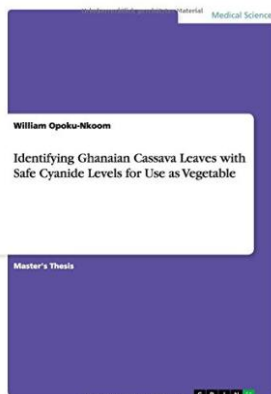 Medical Science
William Opoku-Nkoom
Identifying Ghanaian Cassava Leaves with
Safe Cyanide Levels for Use as Vegetable
Master's Thesis